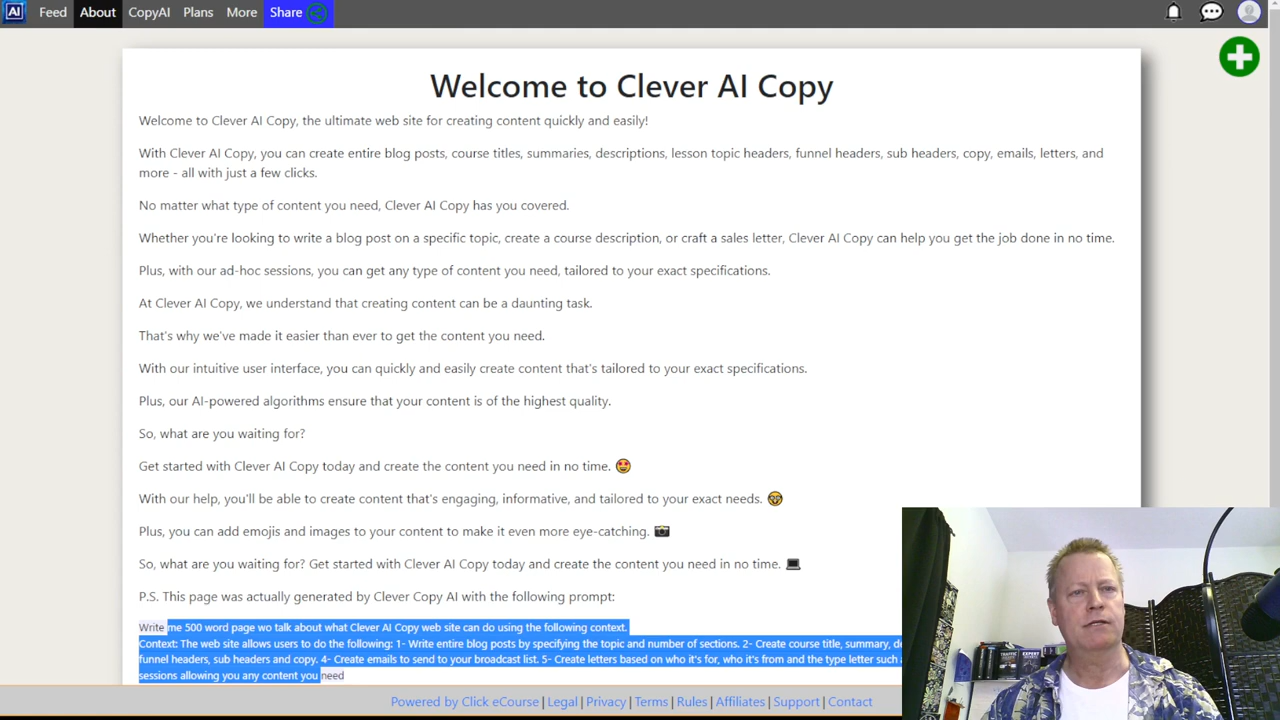 AI Feed About CopyAI Plans More Share
Welcome to Clever AI Copy
Welcome to Clever AI Copy, the ultimate web site for creating content quickly and easily!
With Clever AI Copy, you can create entire blog posts, course titles, summaries, descriptions, lesson topic headers, funnel headers, sub headers, copy, emails, letters, and
more - all with just a few clicks.
No matter what type of content you need, Clever AI Copy has you covered.
Whether you're looking to write a blog post on a specific topic, create a course description, or craft a sales letter, Clever AI Copy can help you get the job done in no time.
Plus, with our ad-hoc sessions, you can get any type of content you need, tailored to your exact specifications.
At Clever AI Copy, we understand that creating content can be a daunting task.
That's why we've made it easier than ever to get the content you need.
With our intuitive user interface, you can quickly and easily create content that's tailored to your exact specifications.
Plus, our AI-powered algorithms ensure that your content is of the highest quality.
So, what are you waiting for?
Get started with Clever AI Copy today and create the content you need in no time. 😍
With our help, you'll be able to create content that's engaging, informative, and tailored to your exact needs. 🤓
Plus, you can add emojis and images to your content to make it even more eye-catching. 📷
So, what are you waiting for? Get started with Clever AI Copy today and create the content you need in no time. 💻
P.S. This page was actually generated by Clever Copy AI with the following prompt:
Write me 500 word page wo talk about what Clever AI Copy web site can do using the following context.
Context: The web site allows users to do the following: 1- Write entire blog posts by specifying the topic and number of sections. 2- Create course title, summary,
funnel headers, sub headers and copy. 4- Create emails to send to your broadcast list. 5- Create letters based on who it's for, who it's from and the type letter such
sessions allowing you any content you need
Powered by Click eCourse | Legal | Privacy | Terms | Rules | Affiliates | Support | Contact
TRAFFIC
EXPERT